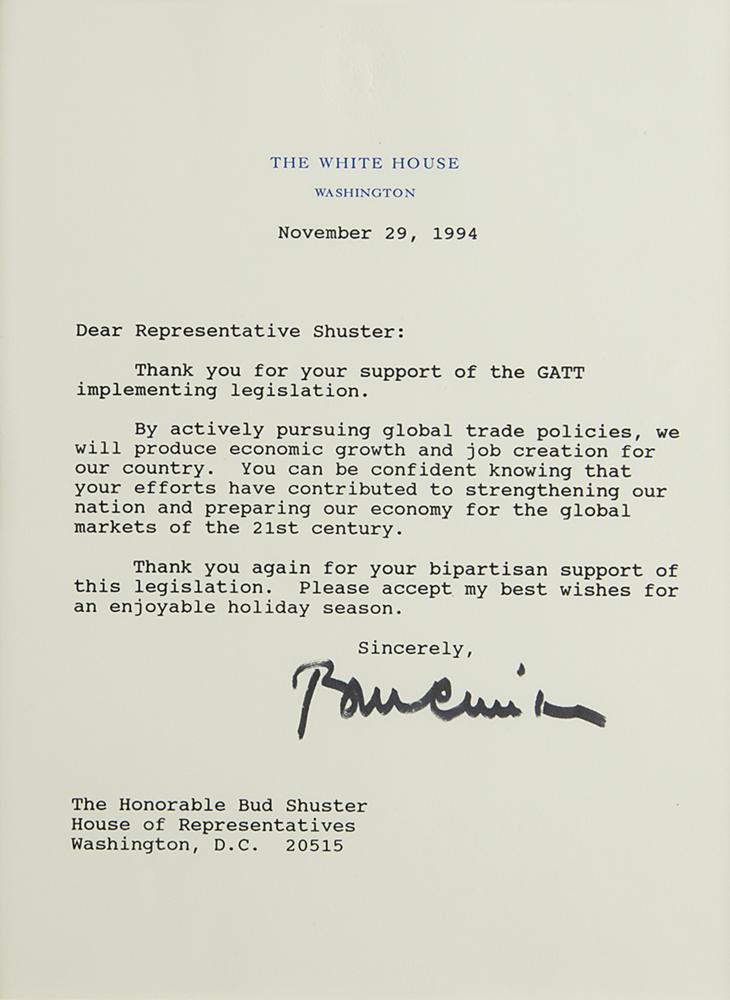 THE WHITE HOUSE
WASHINGTON
November 29, 1994
Dear Representative Shuster:
Thank you for your support of the GATT
implementing legislation.
By actively pursuing global trade policies, we
will produce economic growth and job creation for
our country. You can be confident knowing that
your efforts have contributed to strengthening our
nation and preparing our economy for the global
markets of the 21st century.
Thank you again for your bipartisan support of
this legislation. Please accept my best wishes for
an enjoyable holiday season.
Sincerely,
The Honorable Bud Shuster
House of Representatives
Washington, D.C. 20515